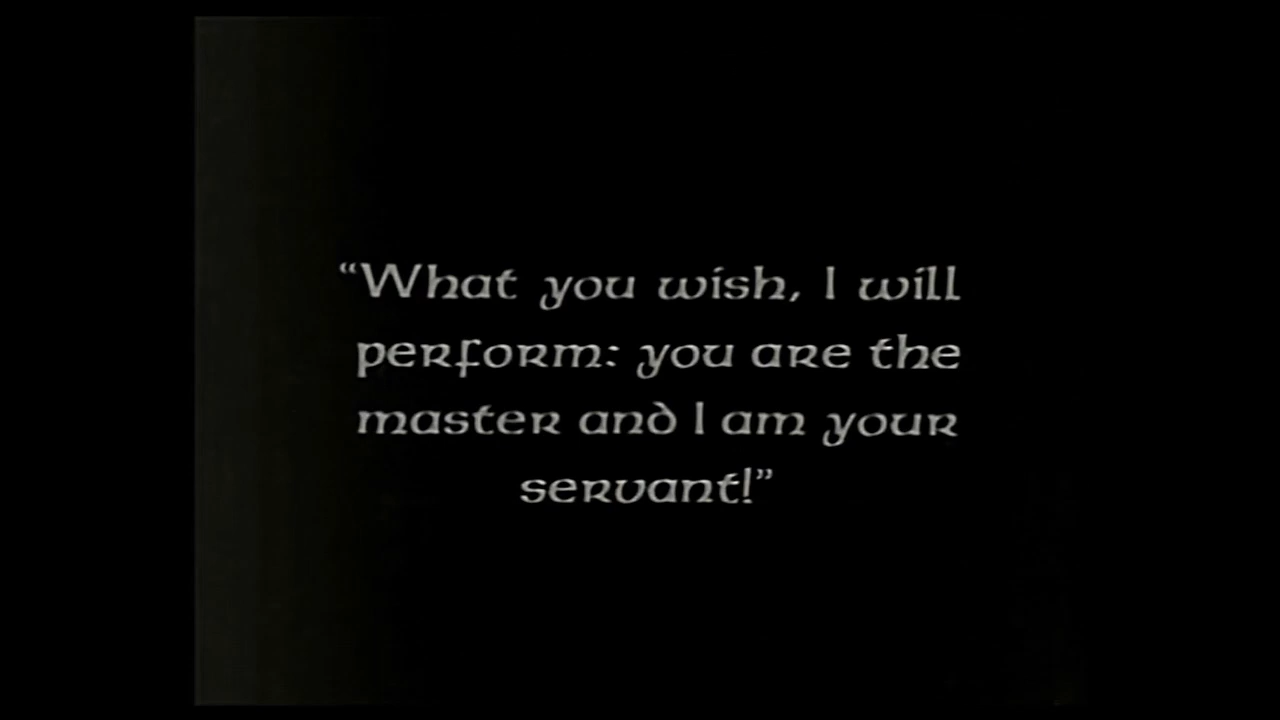 “What you wish, I will
perform: you are the
master and I am your
servant!”